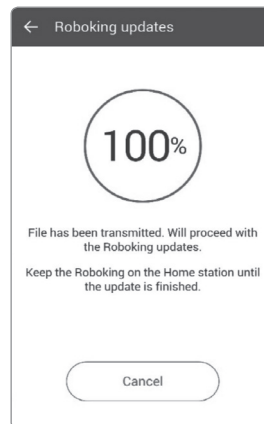 ← Roboking updates
100%
File has been transmitted. Will proceed with
the Roboking updates.
Keep the Roboking on the Home station until
the update is finished.
Cancel